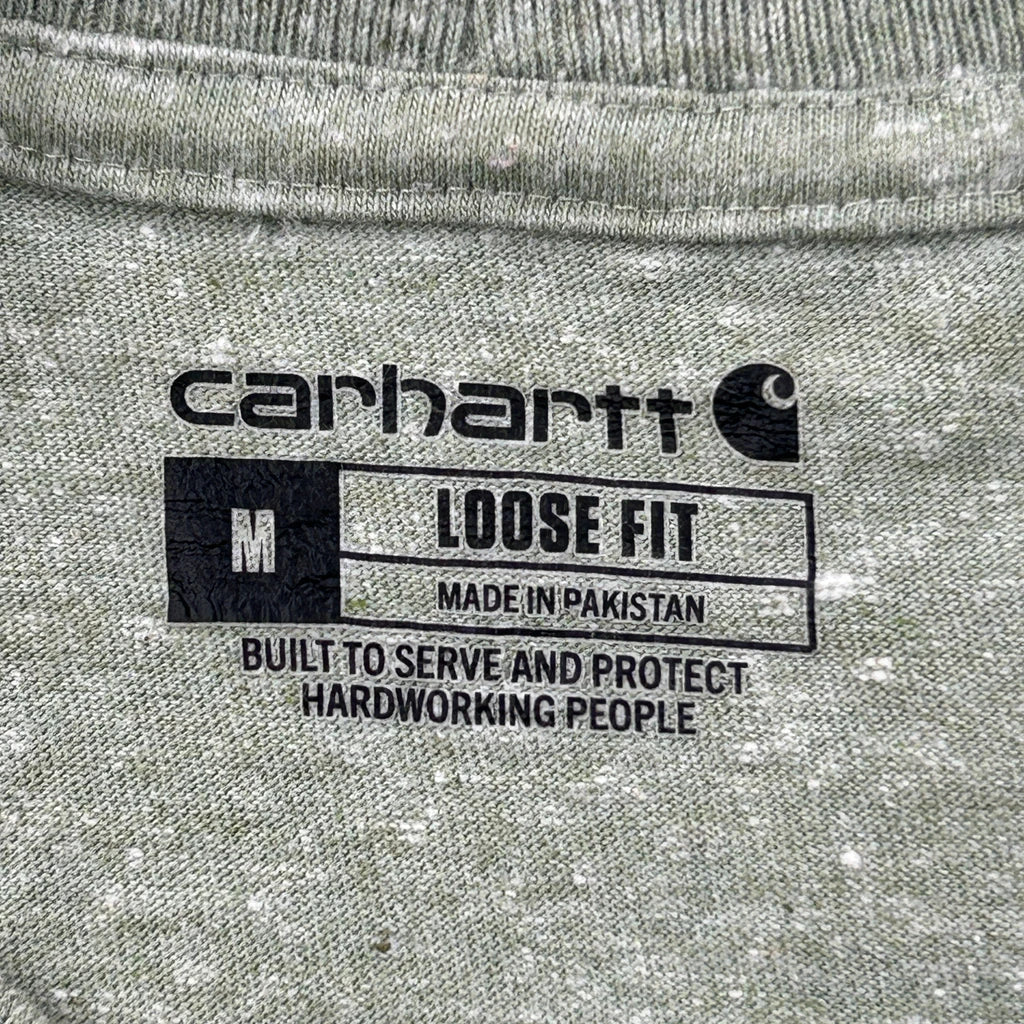 carhartt
M
LOOSE FIT
MADE IN PAKISTAN
BUILT TO SERVE AND PROTECT
HARDWORKING PEOPLE